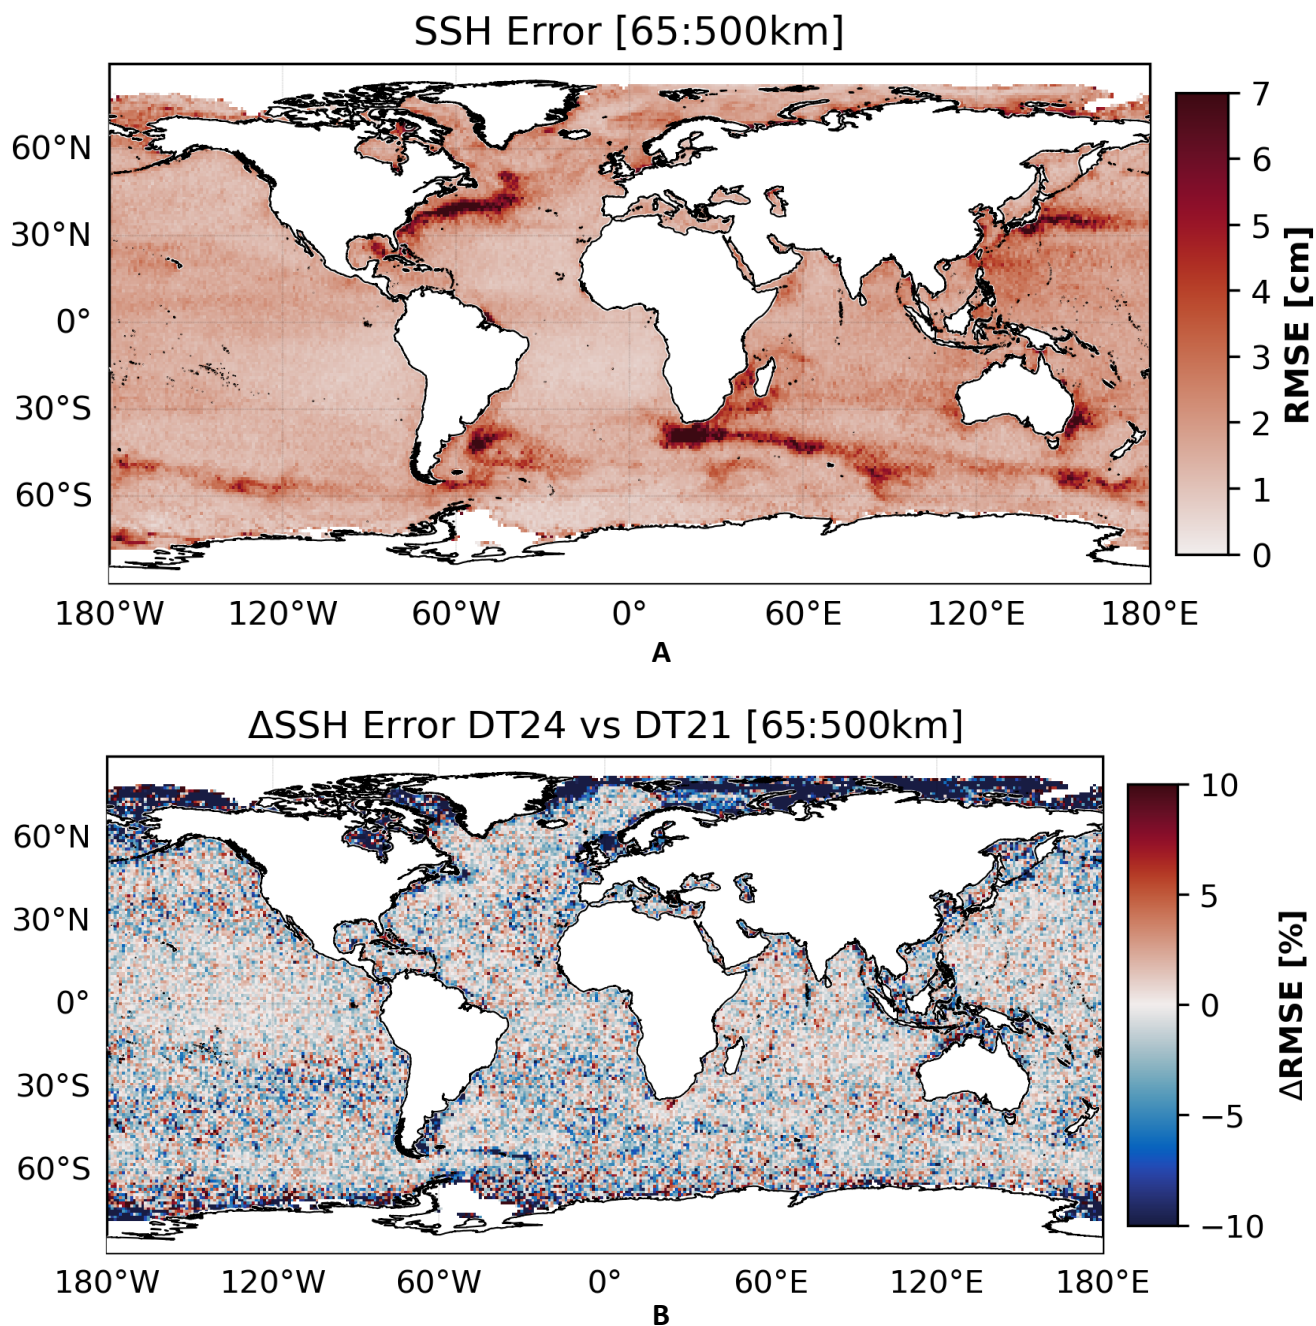 SSH Error [65:500km]
60°N
30°N
0°
30°S
60°S
180°W 120°W 60°W 0° 60°E 120°E 180°E
7
6
5
4
3
2
1
0
RMSE [cm]
A
ΔSSH Error DT24 vs DT21 [65:500km]
60°N
30°N
0°
30°S
60°S
180°W 120°W 60°W 0° 60°E 120°E 180°E
10
5
0
−5
−10
ΔRMSE [%]
B